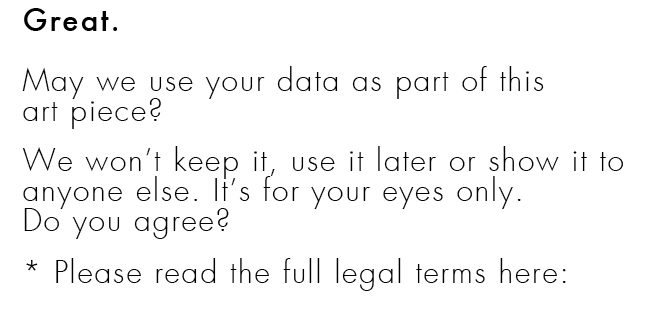 Great.
May we use your data as part of this
art piece?
We won't keep it, use it later or show it to
anyone else. It's for your eyes only.
Do you agree?
* Please read the full legal terms here: